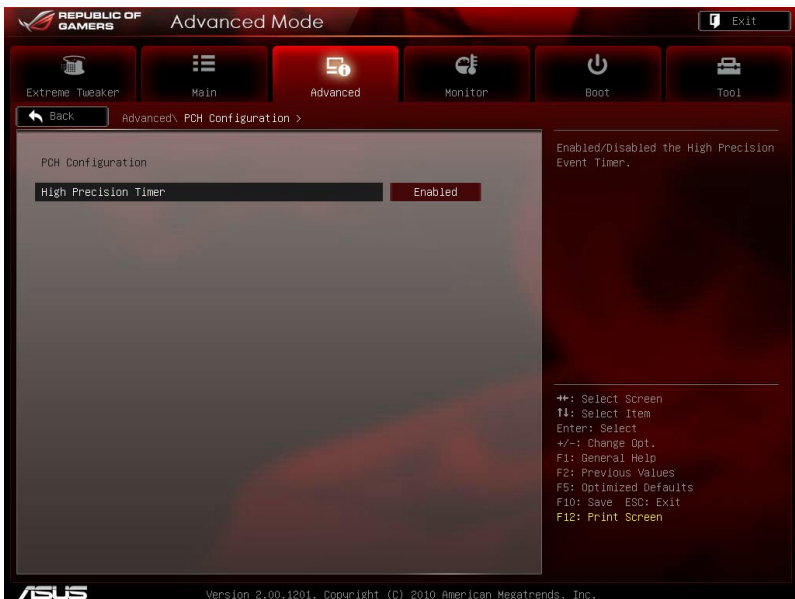 REPUBLIC OF
GAMERS
Advanced Mode
Exit
Extreme Tweaker
Main
Advanced
Monitor
Boot
Tool
Back
Advanced\ PCH Configuration >
PCH Configuration
High Precision Timer
Enabled
Enabled/Disabled the High Precision
Event Timer.
→←: Select Screen
↑↓: Select Item
Enter: Select
+/-: Change Opt.
F1: General Help
F2: Previous Values
F5: Optimized Defaults
F10: Save ESC: Exit
F12: Print Screen
ASUS
Version 2.00.1201. Copyright (C) 2010 American Megatrends, Inc.